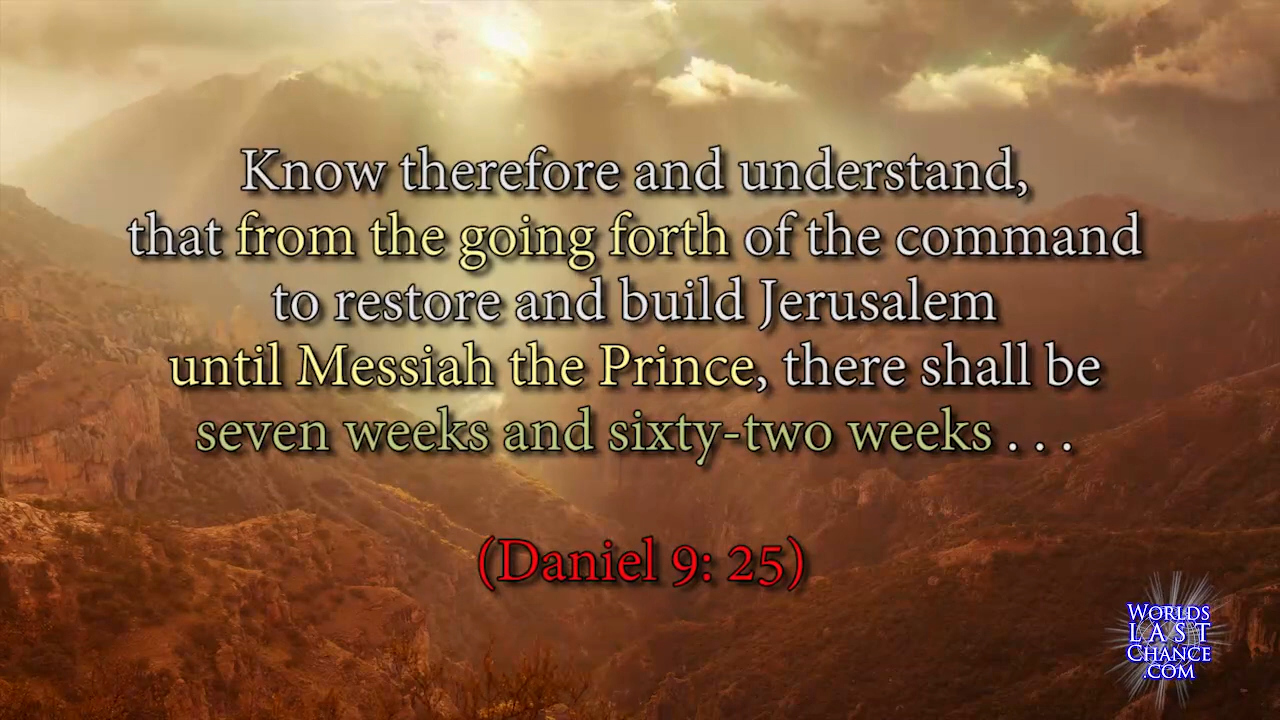 Know therefore and understand,
that from the going forth of the command
to restore and build Jerusalem
until Messiah the Prince, there shall be
seven weeks and sixty-two weeks . . .
(Daniel 9: 25)
WORLDS
LAST
CHANCE
.COM